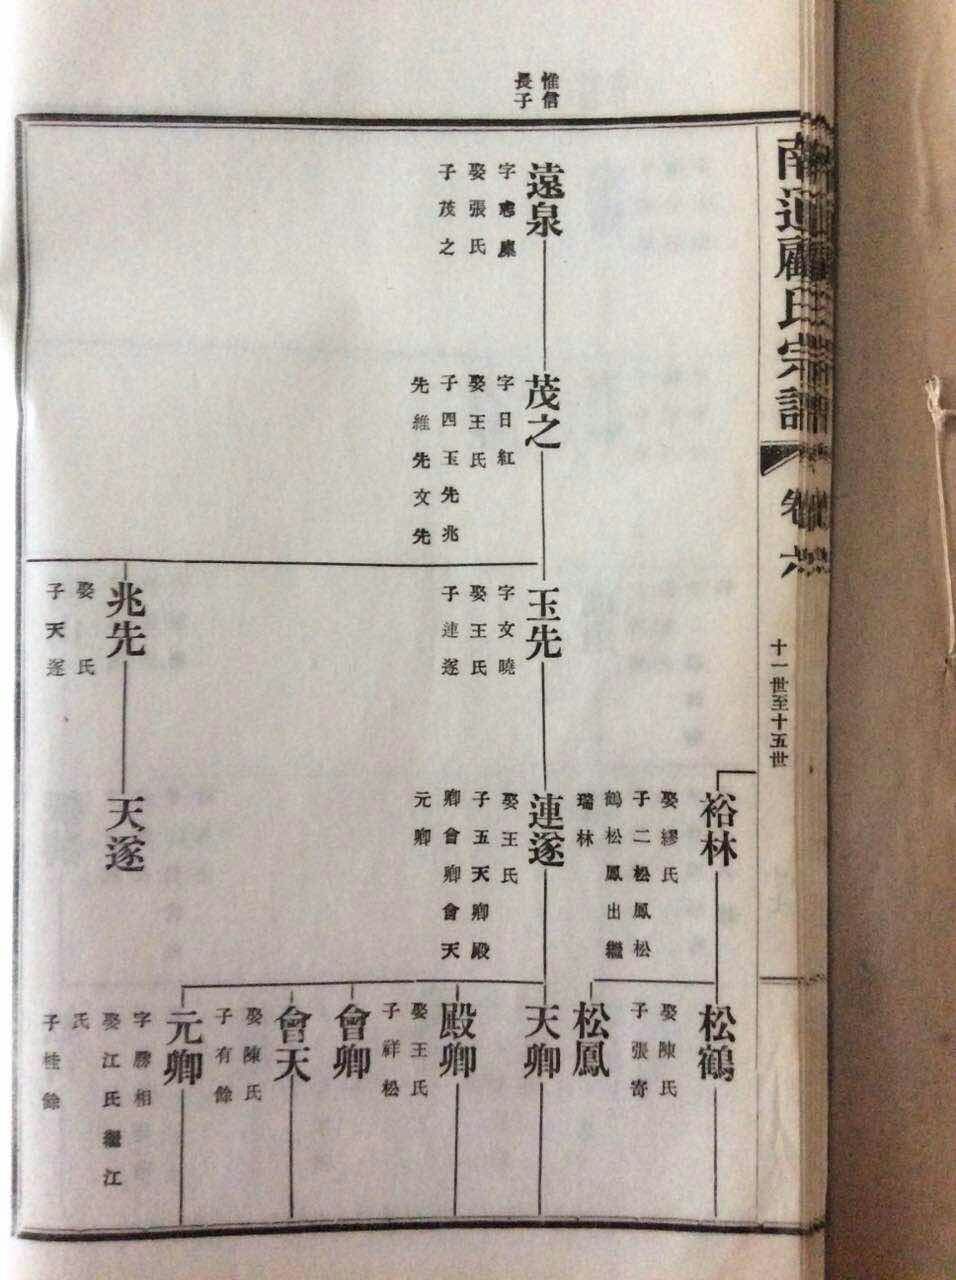 南通顧氏宗譜
卷六
十一世至十五世
惟信
長子
遠泉
字
娶張氏
子茂之
茂之
字日紅
娶王氏
子四玉先兆
先維先文先
玉先
字文曉
娶王氏
子連遂
兆先
娶 氏
子天遂
裕林
娶繆氏
子二松鳳松
鶴松鳳出繼
瑞林
連遂
娶王氏
子五天卿殿
卿會卿會天
元卿
天遂
松鶴
娶陳氏
子張寄
松鳳
天卿
殿卿
娶王氏
子祥松
會卿
會天
娶陳氏
子有餘
元卿
字勝相
娶江氏繼江
氏
子桂餘